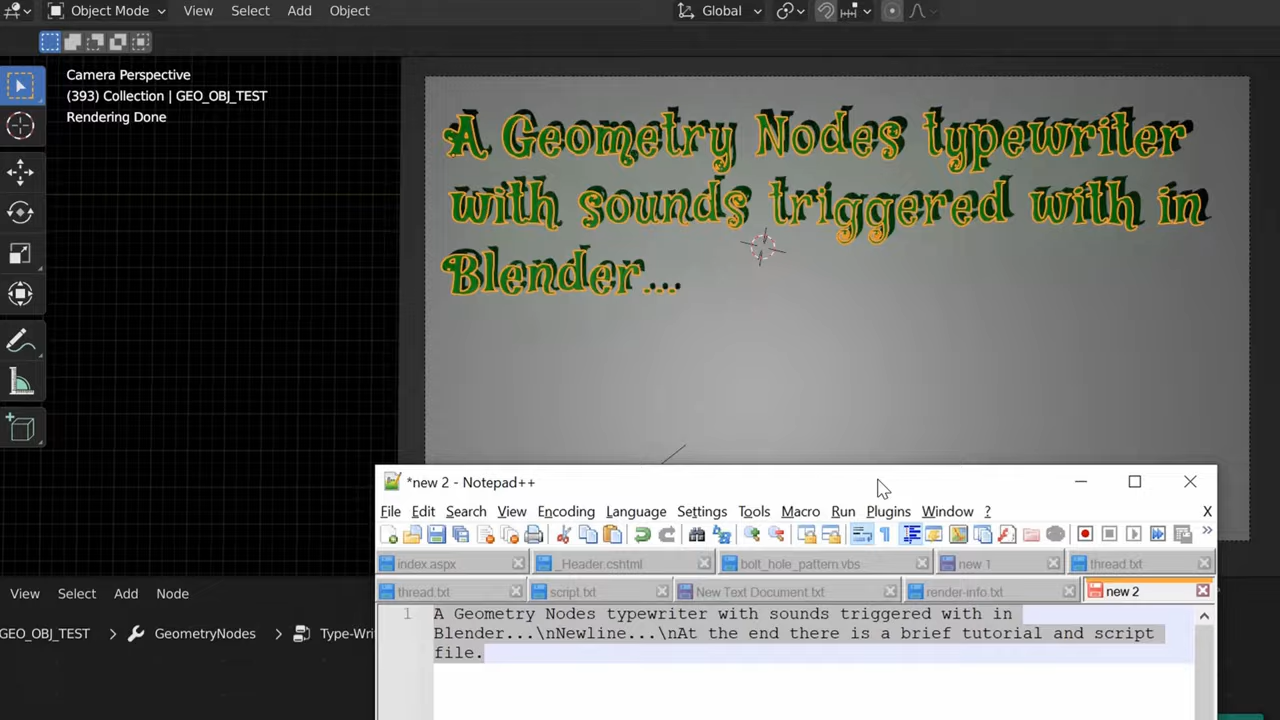 Object Mode View Select Add Object Global
Camera Perspective
(393) Collection | GEO_OBJ_TEST
Rendering Done
A Geometry Nodes typewriter
with sounds triggered with in
Blender...
*new 2 - Notepad++
File Edit Search View Encoding Language Settings Tools Macro Run Plugins Window ? X
index.aspx _Header.cshtml bolt_hole_pattern.vbs new 1 thread.txt
thread.txt script.txt New Text Document.txt render-info.txt new 2
1 A Geometry Nodes typewriter with sounds triggered with in
Blender...\nNewline...\nAt the end there is a brief tutorial and script
file.
View Select Add Node
GEO_OBJ_TEST > GeometryNodes > Type-Wri